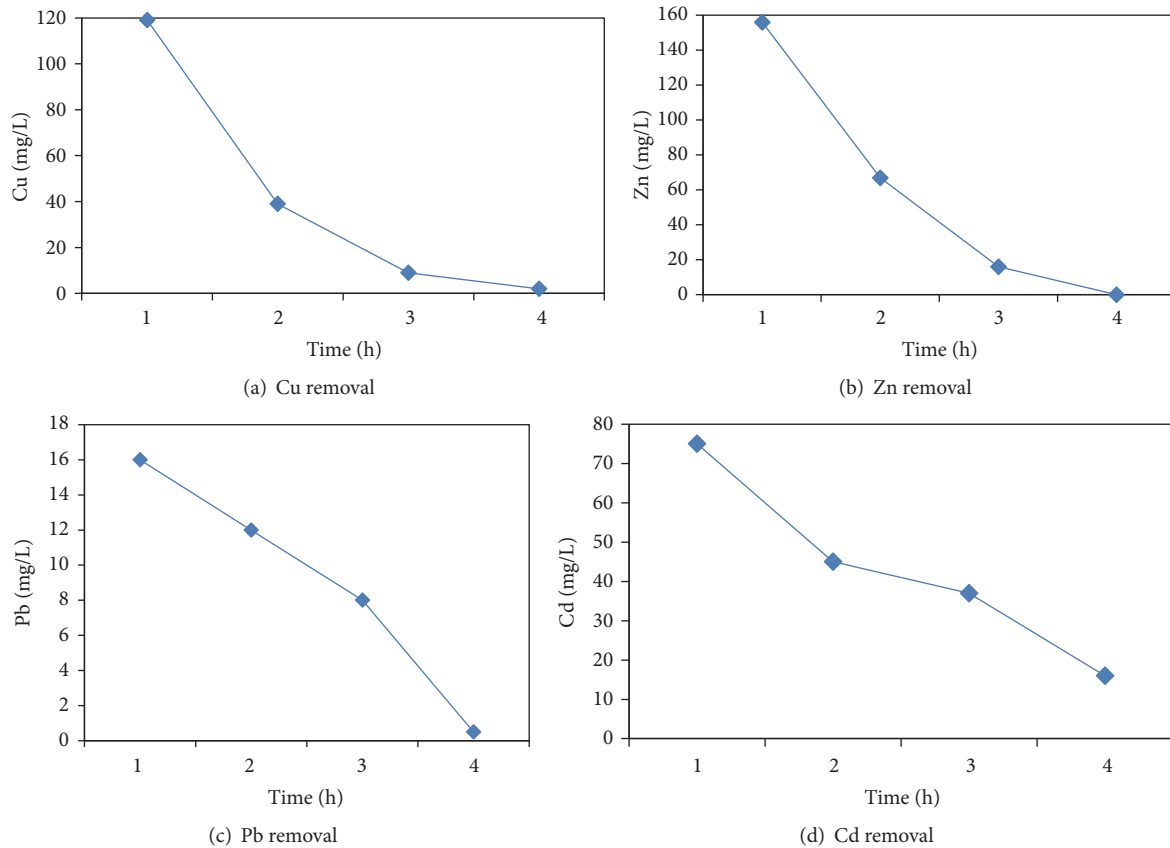 120
100
80
60
40
20
0
Cu (mg/L)
1 2 3 4
Time (h)
(a) Cu removal
160
140
120
100
80
60
40
20
0
Zn (mg/L)
1 2 3 4
Time (h)
(b) Zn removal
18
16
14
12
10
8
6
4
2
0
Pb (mg/L)
1 2 3 4
Time (h)
(c) Pb removal
80
70
60
50
40
30
20
10
0
Cd (mg/L)
1 2 3 4
Time (h)
(d) Cd removal